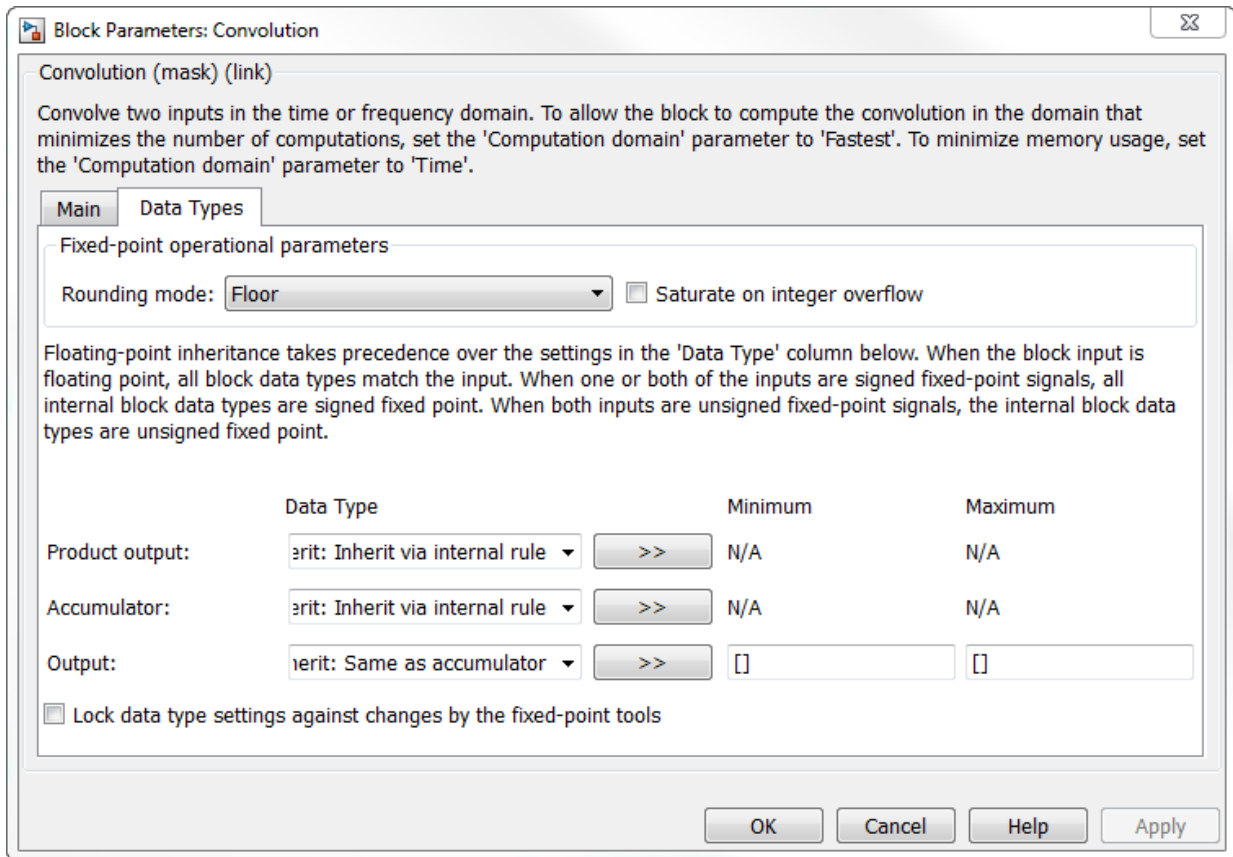 Block Parameters: Convolution
Convolution (mask) (link)
Convolve two inputs in the time or frequency domain. To allow the block to compute the convolution in the domain that
minimizes the number of computations, set the 'Computation domain' parameter to 'Fastest'. To minimize memory usage, set
the 'Computation domain' parameter to 'Time'.
Main Data Types
Fixed-point operational parameters
Rounding mode: Floor Saturate on integer overflow
Floating-point inheritance takes precedence over the settings in the 'Data Type' column below. When the block input is
floating point, all block data types match the input. When one or both of the inputs are signed fixed-point signals, all
internal block data types are signed fixed point. When both inputs are unsigned fixed-point signals, the internal block data
types are unsigned fixed point.
Data Type Minimum Maximum
Product output: erit: Inherit via internal rule >> N/A N/A
Accumulator: erit: Inherit via internal rule >> N/A N/A
Output: herit: Same as accumulator >> [] []
Lock data type settings against changes by the fixed-point tools
OK Cancel Help Apply